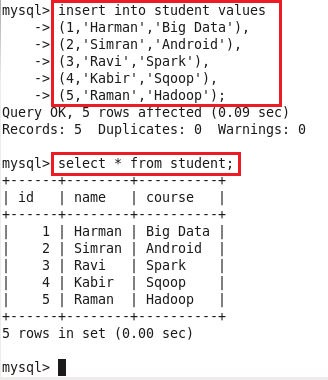 mysql> insert into student values
    -> (1,'Harman','Big Data'),
    -> (2,'Simran','Android'),
    -> (3,'Ravi','Spark'),
    -> (4,'Kabir','Sqoop'),
    -> (5,'Raman','Hadoop');
Query OK, 5 rows affected (0.09 sec)
Records: 5  Duplicates: 0  Warnings: 0

mysql> select * from student;
+------+--------+----------+
| id   | name   | course   |
+------+--------+----------+
|    1 | Harman | Big Data |
|    2 | Simran | Android  |
|    3 | Ravi   | Spark    |
|    4 | Kabir  | Sqoop    |
|    5 | Raman  | Hadoop   |
+------+--------+----------+
5 rows in set (0.00 sec)

mysql>